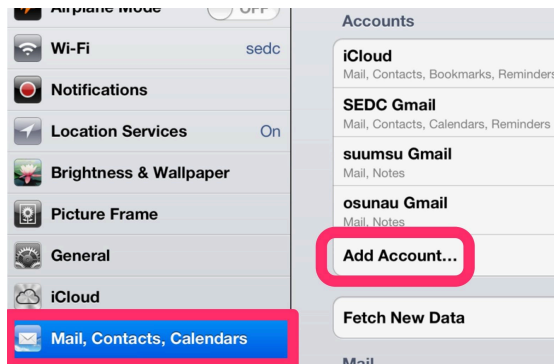 Airplane Mode
OFF
Wi-Fi
sedc
Notifications
Location Services
On
Brightness & Wallpaper
Picture Frame
General
iCloud
Mail, Contacts, Calendars
Accounts
iCloud
Mail, Contacts, Bookmarks, Reminders
SEDC Gmail
Mail, Contacts, Calendars, Reminders
suumsu Gmail
Mail, Notes
osunau Gmail
Mail, Notes
Add Account...
Fetch New Data
Mail